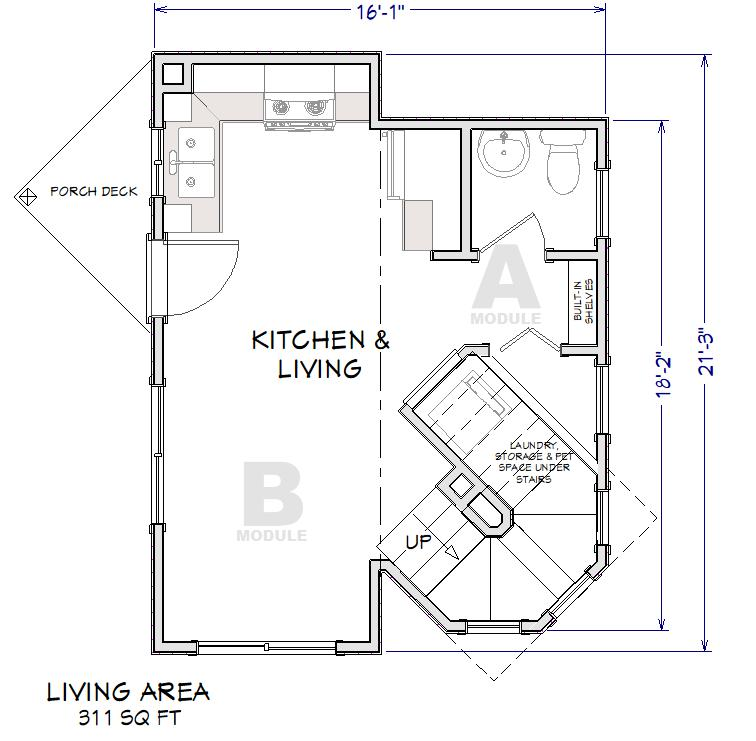 16'-1"
PORCH DECK
A
MODULE
BUILT-IN
SHELVES
KITCHEN &
LIVING
18'-2"
21'-3"
LAUNDRY,
STORAGE & PET
SPACE UNDER
STAIRS
B
MODULE
UP
LIVING AREA
311 SQ FT